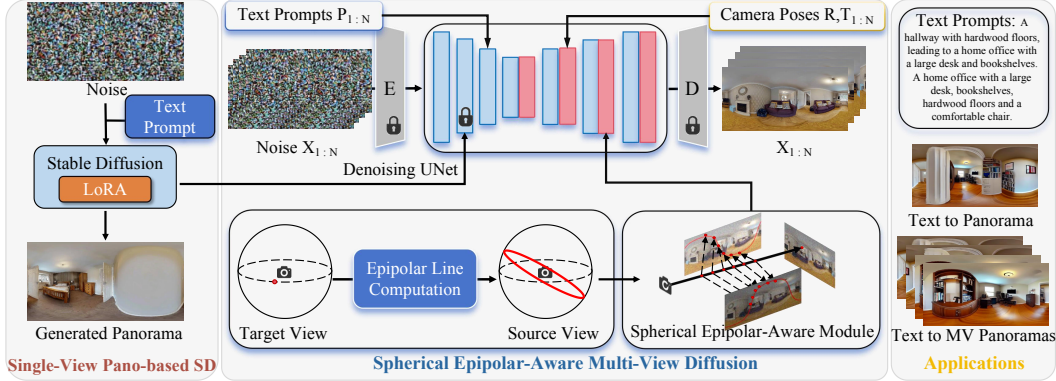 Noise
Text
Prompt
Stable Diffusion
LoRA
Generated Panorama
Single-View Pano-based SD
Text Prompts P1 : N
Camera Poses R,T1 : N
E
D
Noise X1 : N
Denoising UNet
X1 : N
Epipolar Line
Computation
Target View
Source View
Spherical Epipolar-Aware Module
Spherical Epipolar-Aware Multi-View Diffusion
Text Prompts: A
hallway with hardwood floors,
leading to a home office with
a large desk and bookshelves.
A home office with a large
desk, bookshelves,
hardwood floors and a
comfortable chair.
Text to Panorama
Text to MV Panoramas
Applications